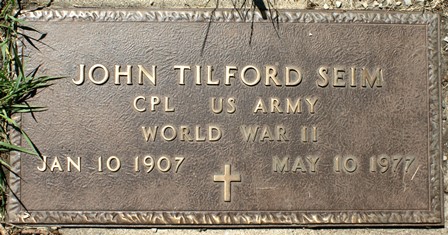 JOHN TILFORD SEIM
CPL US ARMY
WORLD WAR II
JAN 10 1907 MAY 10 1977